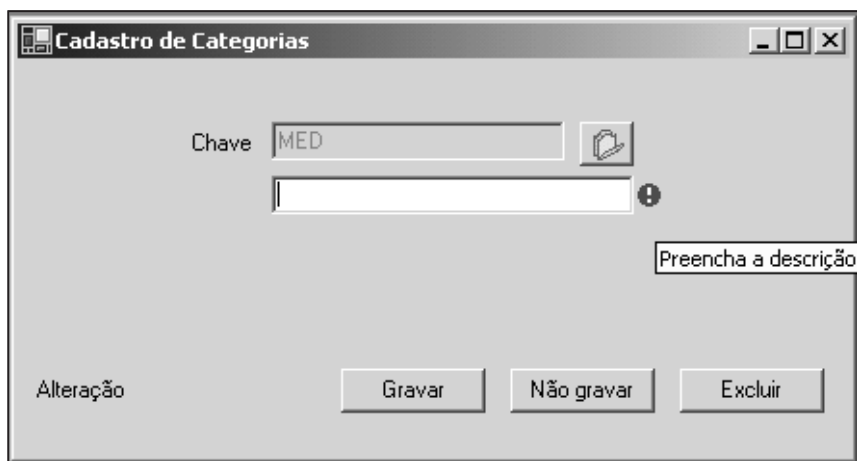 Cadastro de Categorias
Chave MED
Preencha a descrição
Alteração Gravar Não gravar Excluir